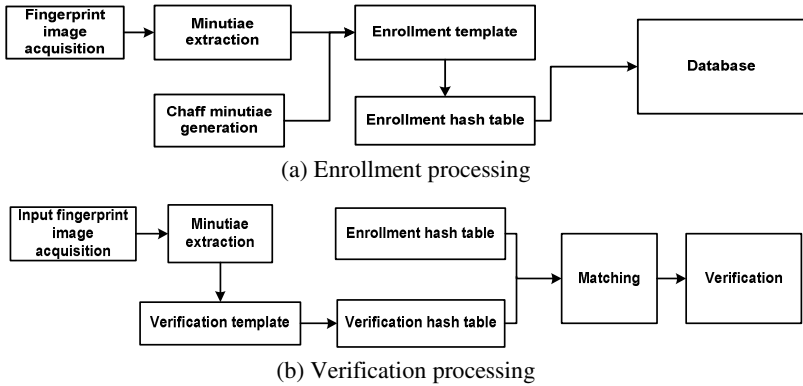 Fingerprint
image
acquisition
Minutiae
extraction
Enrollment template
Database
Chaff minutiae
generation
Enrollment hash table
(a) Enrollment processing
Input fingerprint
image
acquisition
Minutiae
extraction
Enrollment hash table
Matching
Verification
Verification template
Verification hash table
(b) Verification processing